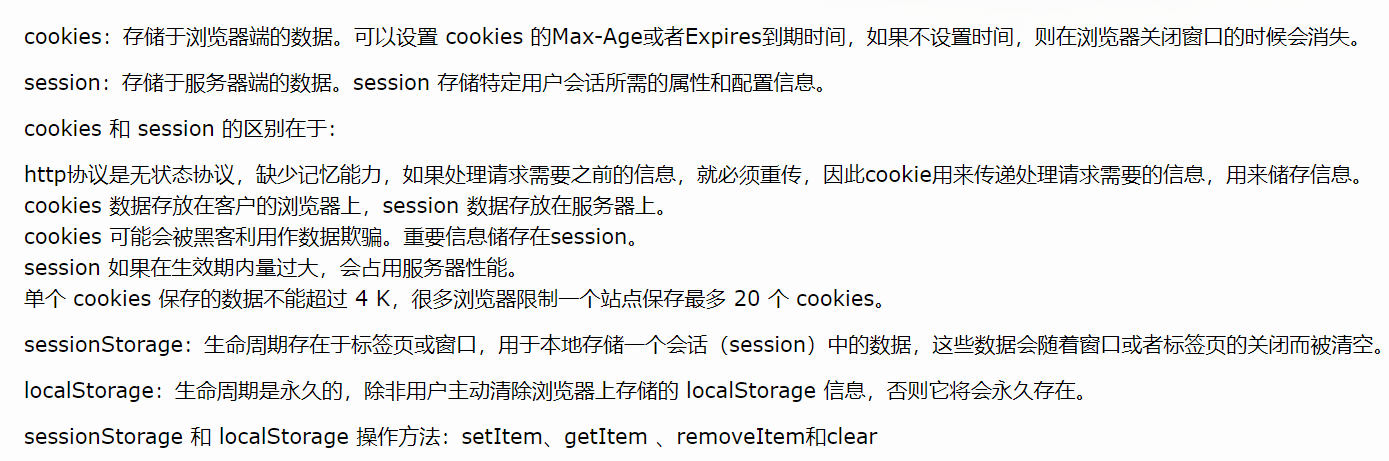 cookies：存储于浏览器端的数据。可以设置 cookies 的Max-Age或者Expires到期时间，如果不设置时间，则在浏览器关闭窗口的时候会消失。
session：存储于服务器端的数据。session 存储特定用户会话所需的属性和配置信息。
cookies 和 session 的区别在于：
http协议是无状态协议，缺少记忆能力，如果处理请求需要之前的信息，就必须重传，因此cookie用来传递处理请求需要的信息，用来储存信息。
cookies 数据存放在客户的浏览器上，session 数据存放在服务器上。
cookies 可能会被黑客利用作数据欺骗。重要信息储存在session。
session 如果在生效期内量过大，会占用服务器性能。
单个 cookies 保存的数据不能超过 4 K，很多浏览器限制一个站点保存最多 20 个 cookies。
sessionStorage：生命周期存在于标签页或窗口，用于本地存储一个会话（session）中的数据，这些数据会随着窗口或者标签页的关闭而被清空。
localStorage：生命周期是永久的，除非用户主动清除浏览器上存储的 localStorage 信息，否则它将会永久存在。
sessionStorage 和 localStorage 操作方法：setItem、getItem 、removeItem和clear